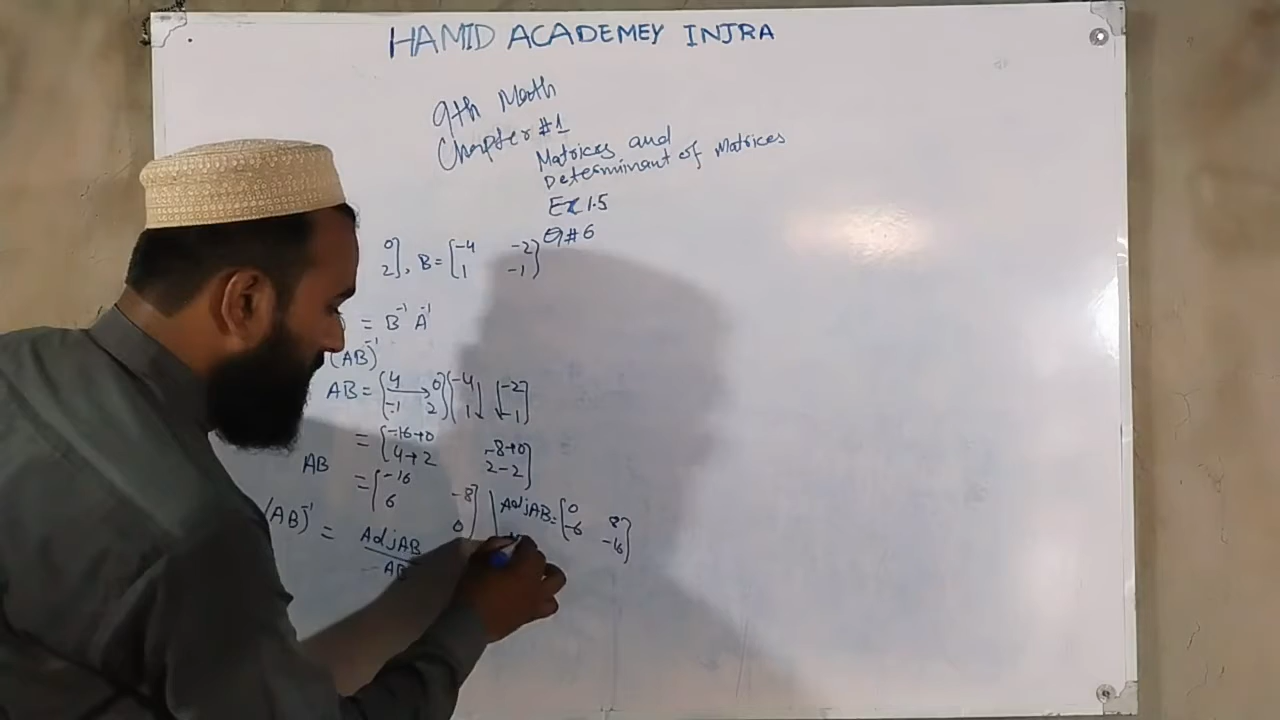 HAMID ACADEMEY INJRA
9th Math
Chapter #1
Matrices and
Determinant of Matrices
Ex 1.5
Q#6
0
2], B = [-4 -2
1 -1]
= B⁻¹ A⁻¹
(AB)⁻¹
AB = [4 0
-1 2] [-4
1] [-2
-1]
= [-16+0 -8+0
4+2 2-2]
AB = [-16 -8
6 0]
AdjAB = [0 8
-6 -16]
(AB)⁻¹ = AdjAB
AB